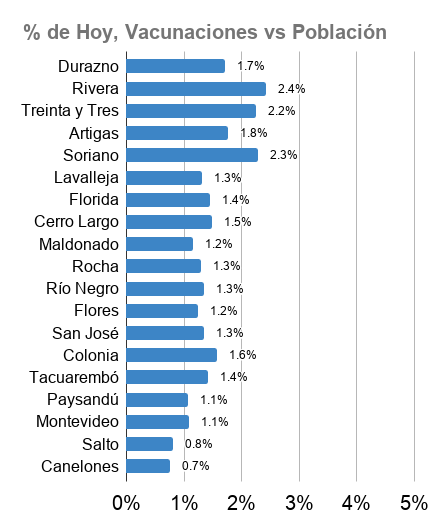 % de Hoy, Vacunaciones vs Población
Durazno 1.7%
Rivera 2.4%
Treinta y Tres 2.2%
Artigas 1.8%
Soriano 2.3%
Lavalleja 1.3%
Florida 1.4%
Cerro Largo 1.5%
Maldonado 1.2%
Rocha 1.3%
Río Negro 1.3%
Flores 1.2%
San José 1.3%
Colonia 1.6%
Tacuarembó 1.4%
Paysandú 1.1%
Montevideo 1.1%
Salto 0.8%
Canelones 0.7%
0% 1% 2% 3% 4% 5%